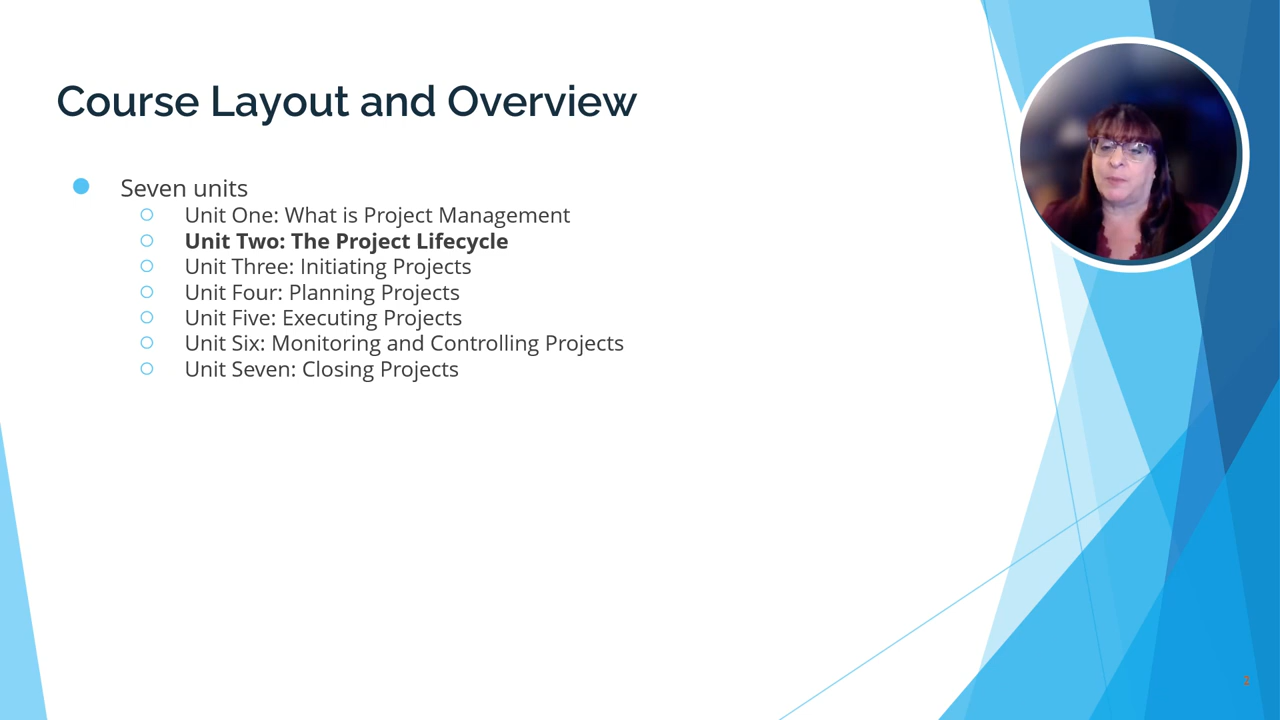 Course Layout and Overview
Seven units
Unit One: What is Project Management
Unit Two: The Project Lifecycle
Unit Three: Initiating Projects
Unit Four: Planning Projects
Unit Five: Executing Projects
Unit Six: Monitoring and Controlling Projects
Unit Seven: Closing Projects